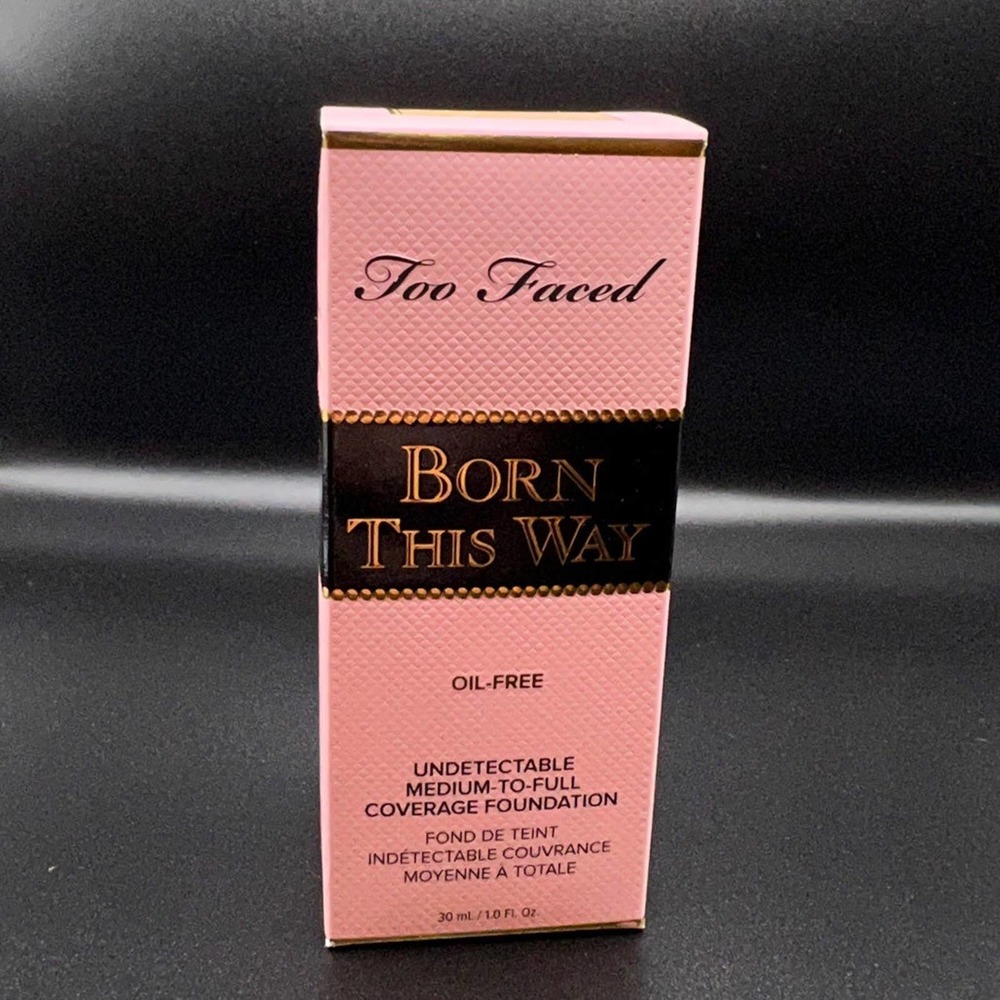 Too Faced
BORN
THIS WAY
OIL-FREE
UNDETECTABLE
MEDIUM-TO-FULL
COVERAGE FOUNDATION
FOND DE TEINT
INDÉTECTABLE COUVRANCE
MOYENNE À TOTALE
30 mL / 1.0 Fl. Oz.